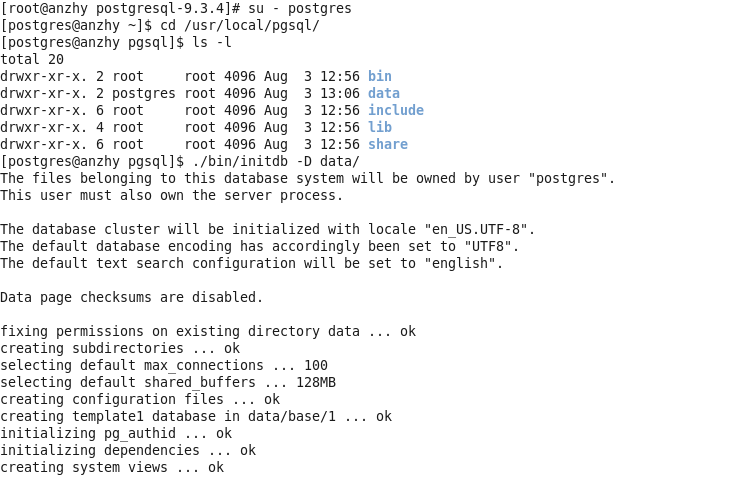 [root@anzhy postgresql-9.3.4]# su - postgres
[postgres@anzhy ~]$ cd /usr/local/pgsql/
[postgres@anzhy pgsql]$ ls -l
total 20
drwxr-xr-x. 2 root     root 4096 Aug  3 12:56 bin
drwxr-xr-x. 2 postgres root 4096 Aug  3 13:06 data
drwxr-xr-x. 6 root     root 4096 Aug  3 12:56 include
drwxr-xr-x. 4 root     root 4096 Aug  3 12:56 lib
drwxr-xr-x. 6 root     root 4096 Aug  3 12:56 share
[postgres@anzhy pgsql]$ ./bin/initdb -D data/
The files belonging to this database system will be owned by user "postgres".
This user must also own the server process.

The database cluster will be initialized with locale "en_US.UTF-8".
The default database encoding has accordingly been set to "UTF8".
The default text search configuration will be set to "english".

Data page checksums are disabled.

fixing permissions on existing directory data ... ok
creating subdirectories ... ok
selecting default max_connections ... 100
selecting default shared_buffers ... 128MB
creating configuration files ... ok
creating template1 database in data/base/1 ... ok
initializing pg_authid ... ok
initializing dependencies ... ok
creating system views ... ok